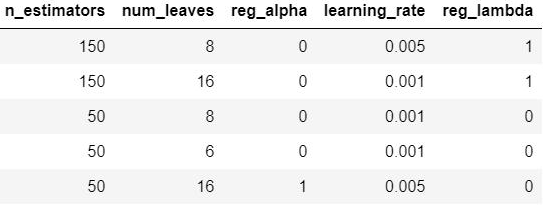 n_estimators num_leaves reg_alpha learning_rate reg_lambda
150 8 0 0.005 1
150 16 0 0.001 1
50 8 0 0.001 0
50 6 0 0.001 0
50 16 1 0.005 0